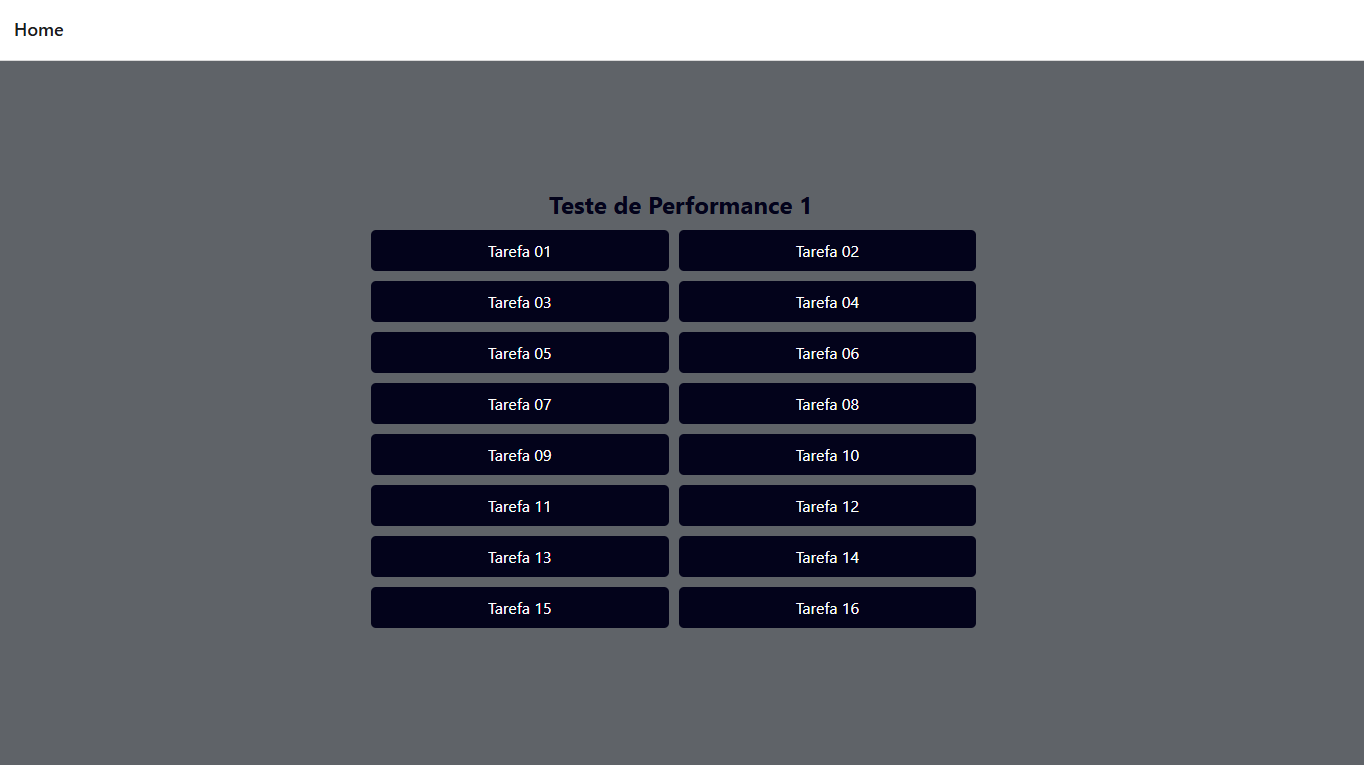 Home
Teste de Performance 1
Tarefa 01
Tarefa 02
Tarefa 03
Tarefa 04
Tarefa 05
Tarefa 06
Tarefa 07
Tarefa 08
Tarefa 09
Tarefa 10
Tarefa 11
Tarefa 12
Tarefa 13
Tarefa 14
Tarefa 15
Tarefa 16